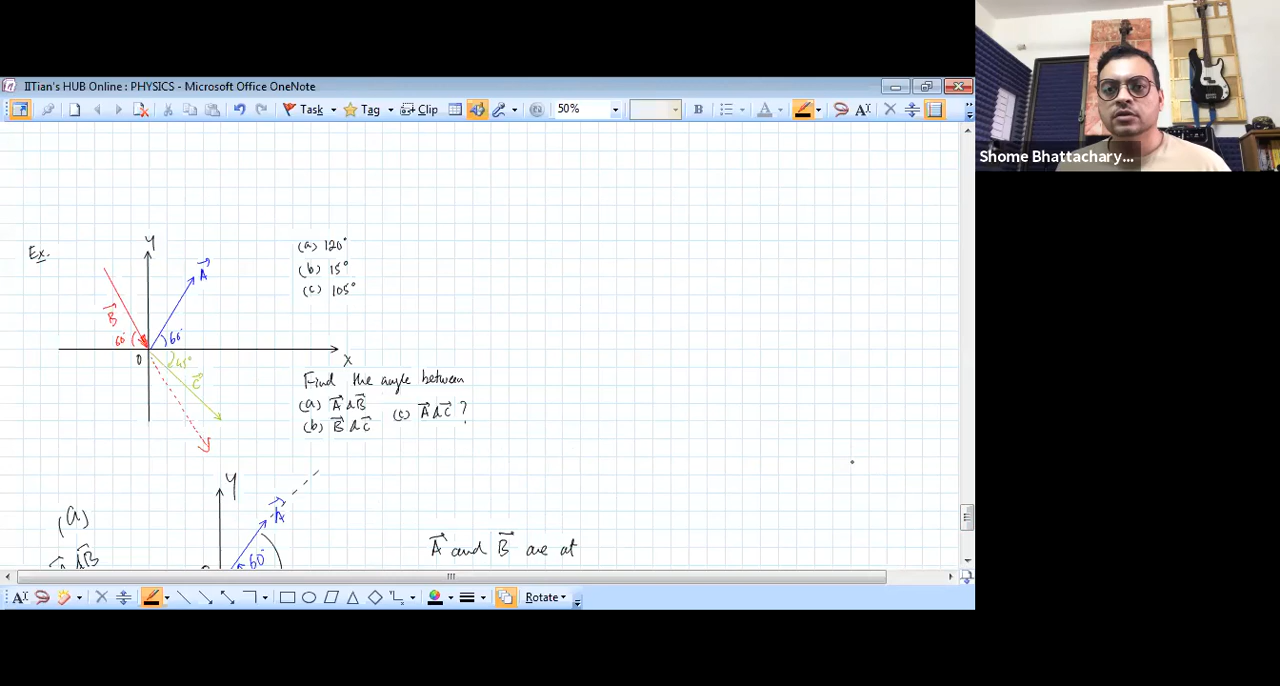 IITian's HUB Online : PHYSICS - Microsoft Office OneNote
Task Tag Clip 50% B A A
Shome Bhattachary...
Ex.
Y
A
B
60°
60°
O
X
45°
C
(a) 120°
(b) 15°
(c) 105°
Find the angle between
(a) A & B
(b) B & C
(c) A & C ?
(a)
A & B
Y
A
60°
A and B are at
Rotate